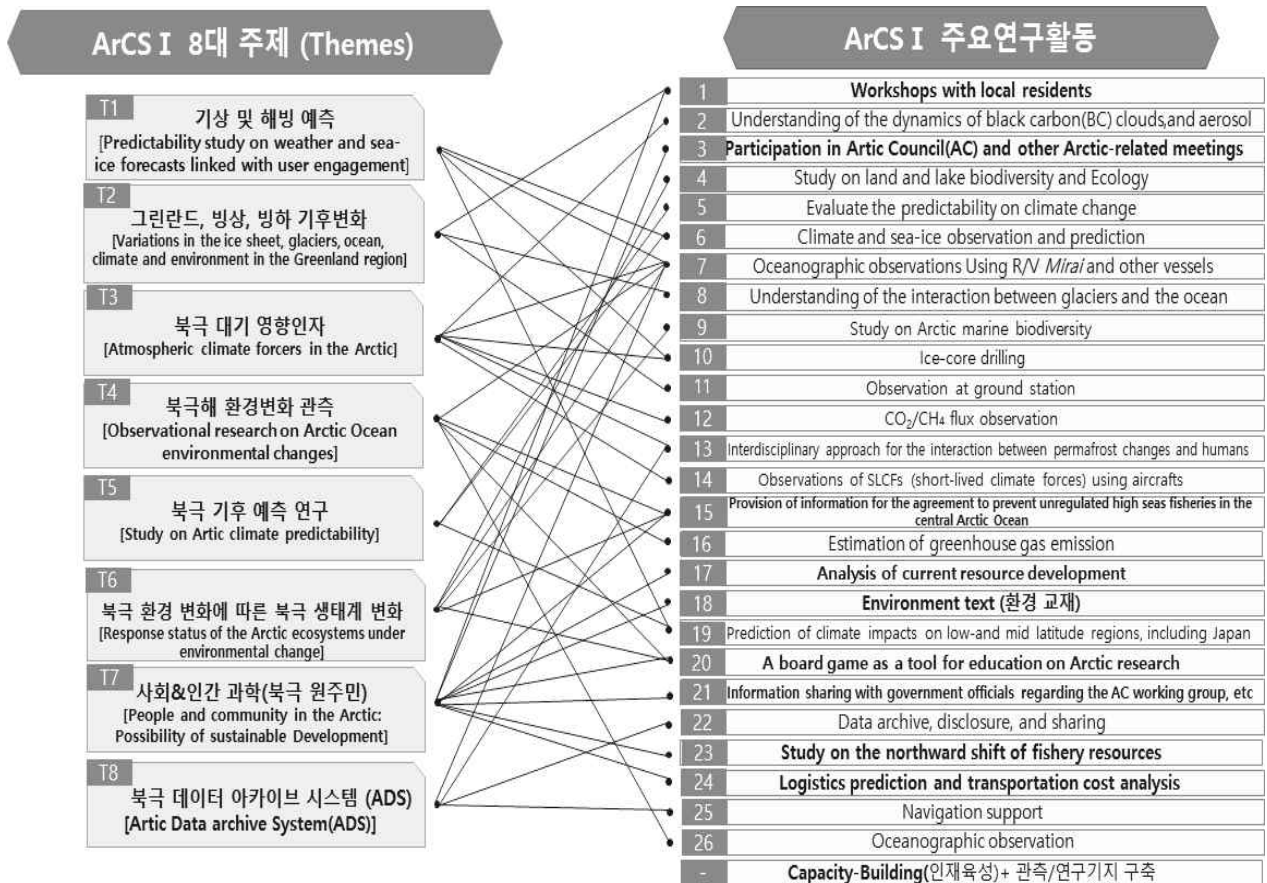 ArCS I 8대 주제 (Themes)
T1
기상 및 해빙 예측
[Predictability study on weather and sea-
ice forecasts linked with user engagement]
T2
그린란드, 빙상, 빙하 기후변화
[Variations in the ice sheet, glaciers, ocean,
climate and environment in the Greenland region]
T3
북극 대기 영향인자
[Atmospheric climate forcers in the Arctic]
T4
북극해 환경변화 관측
[Observational research on Arctic Ocean
environmental changes]
T5
북극 기후 예측 연구
[Study on Artic climate predictability]
T6
북극 환경 변화에 따른 북극 생태계 변화
[Response status of the Arctic ecosystems under
environmental change]
T7
사회&인간 과학(북극 원주민)
[People and community in the Arctic:
Possibility of sustainable Development]
T8
북극 데이터 아카이브 시스템 (ADS)
[Artic Data archive System(ADS)]
ArCS I 주요연구활동
1 Workshops with local residents
2 Understanding of the dynamics of black carbon(BC) clouds,and aerosol
3 Participation in Artic Council(AC) and other Arctic-related meetings
4 Study on land and lake biodiversity and Ecology
5 Evaluate the predictability on climate change
6 Climate and sea-ice observation and prediction
7 Oceanographic observations Using R/V Mirai and other vessels
8 Understanding of the interaction between glaciers and the ocean
9 Study on Arctic marine biodiversity
10 Ice-core drilling
11 Observation at ground station
12 CO₂/CH₄ flux observation
13 Interdisciplinary approach for the interaction between permafrost changes and humans
14 Observations of SLCFs (short-lived climate forces) using aircrafts
15 Provision of information for the agreement to prevent unregulated high seas fisheries in the
central Arctic Ocean
16 Estimation of greenhouse gas emission
17 Analysis of current resource development
18 Environment text (환경 교재)
19 Prediction of climate impacts on low-and mid latitude regions, including Japan
20 A board game as a tool for education on Arctic research
21 Information sharing with government officials regarding the AC working group, etc
22 Data archive, disclosure, and sharing
23 Study on the northward shift of fishery resources
24 Logistics prediction and transportation cost analysis
25 Navigation support
26 Oceanographic observation
- Capacity-Building(인재육성)+ 관측/연구기지 구축